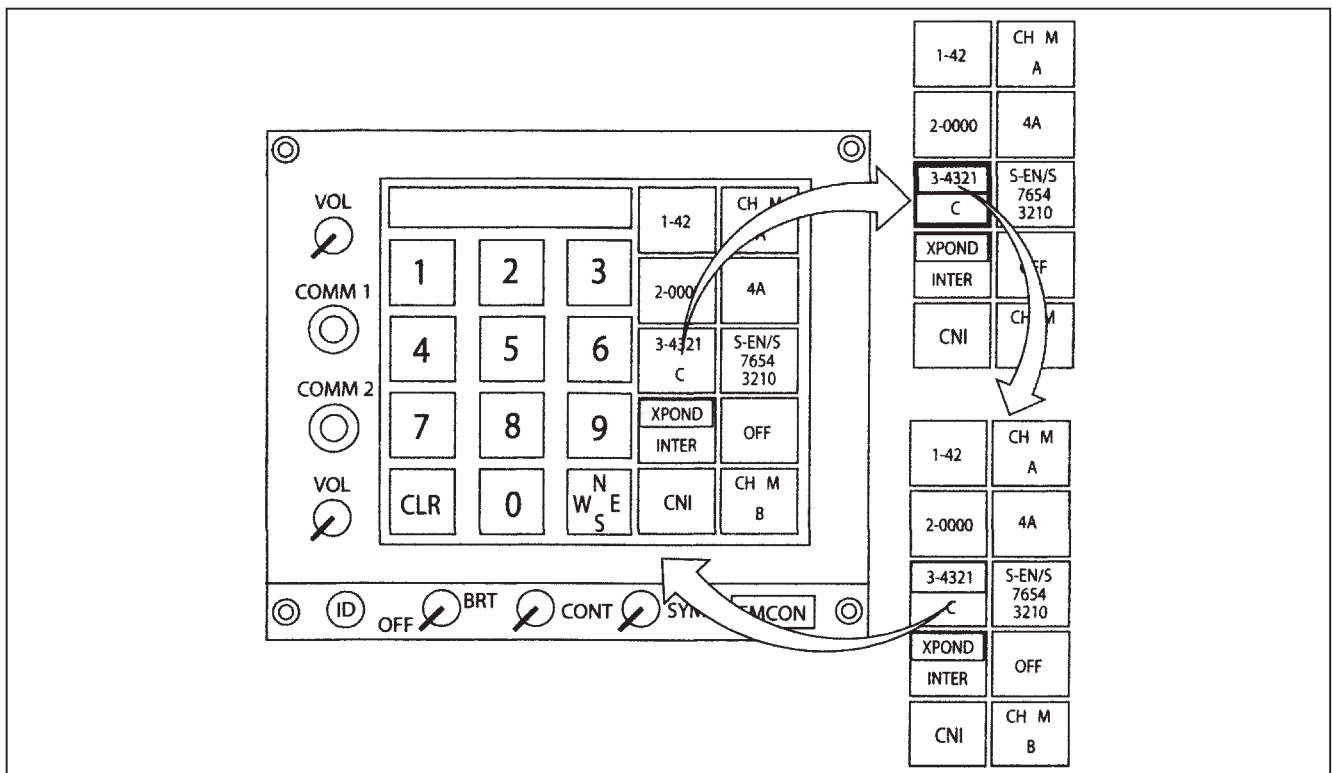 VOL
COMM 1
COMM 2
VOL
1 2 3
4 5 6
7 8 9
CLR 0 N W E S
1-42
CH M
2-000
4A
3-4321
C
S-EN/S
7654
3210
XPOND
INTER
OFF
CNI
CH M
B
ID
OFF
BRT
CONT
1-42
CH M
A
2-0000
4A
3-4321
C
S-EN/S
7654
3210
XPOND
INTER
CNI
CH M
1-42
CH M
A
2-0000
4A
3-4321
C
S-EN/S
7654
3210
XPOND
INTER
OFF
CNI
CH M
B